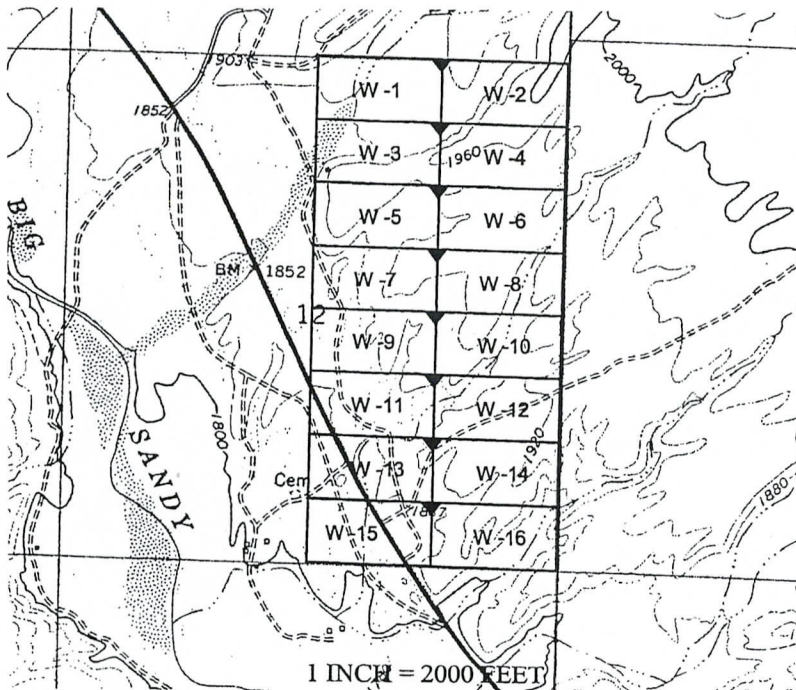 1903
2000
W-1
W-2
1852
W-3
1960
W-4
BIG
W-5
W-6
BM × 1852
W-7
W-8
12
W-9
W-10
1800
W-11
W-12
SANDY
1920
W-13
W-14
Cem
1880
W-15
W-16
1 INCH = 2000 FEET